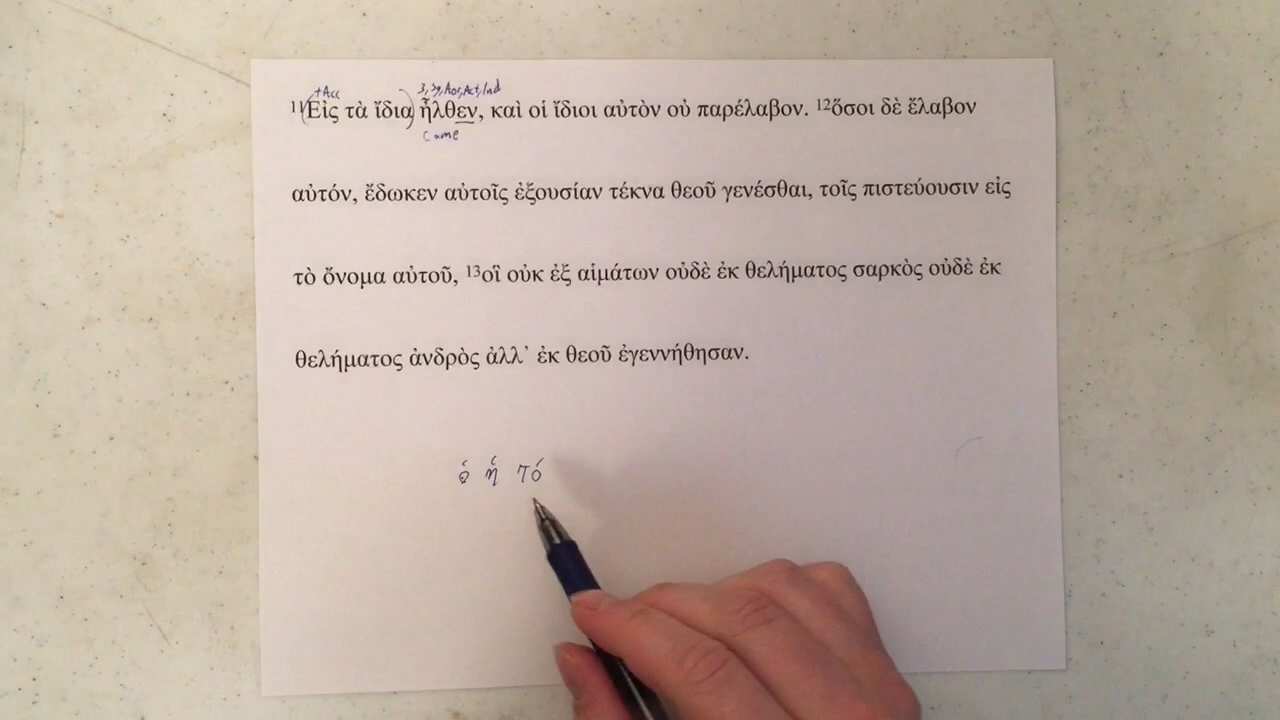 +Acc 3, Sg, Aor, Act, Ind
11(Εἰς τὰ ἴδια) ἦλθεν, καὶ οἱ ἴδιοι αὐτὸν οὐ παρέλαβον. 12ὅσοι δὲ ἔλαβον
came
αὐτόν, ἔδωκεν αὐτοῖς ἐξουσίαν τέκνα θεοῦ γενέσθαι, τοῖς πιστεύουσιν εἰς
τὸ ὄνομα αὐτοῦ, 13οἳ οὐκ ἐξ αἱμάτων οὐδὲ ἐκ θελήματος σαρκὸς οὐδὲ ἐκ
θελήματος ἀνδρὸς ἀλλ᾽ ἐκ θεοῦ ἐγεννήθησαν.
ὁ ἡ τό